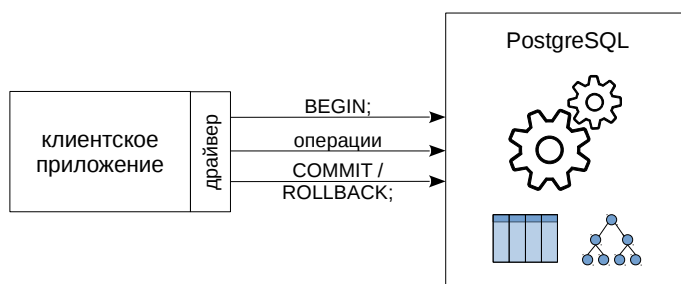 PostgreSQL
клиентское
приложение
драйвер
BEGIN;
операции
COMMIT /
ROLLBACK;